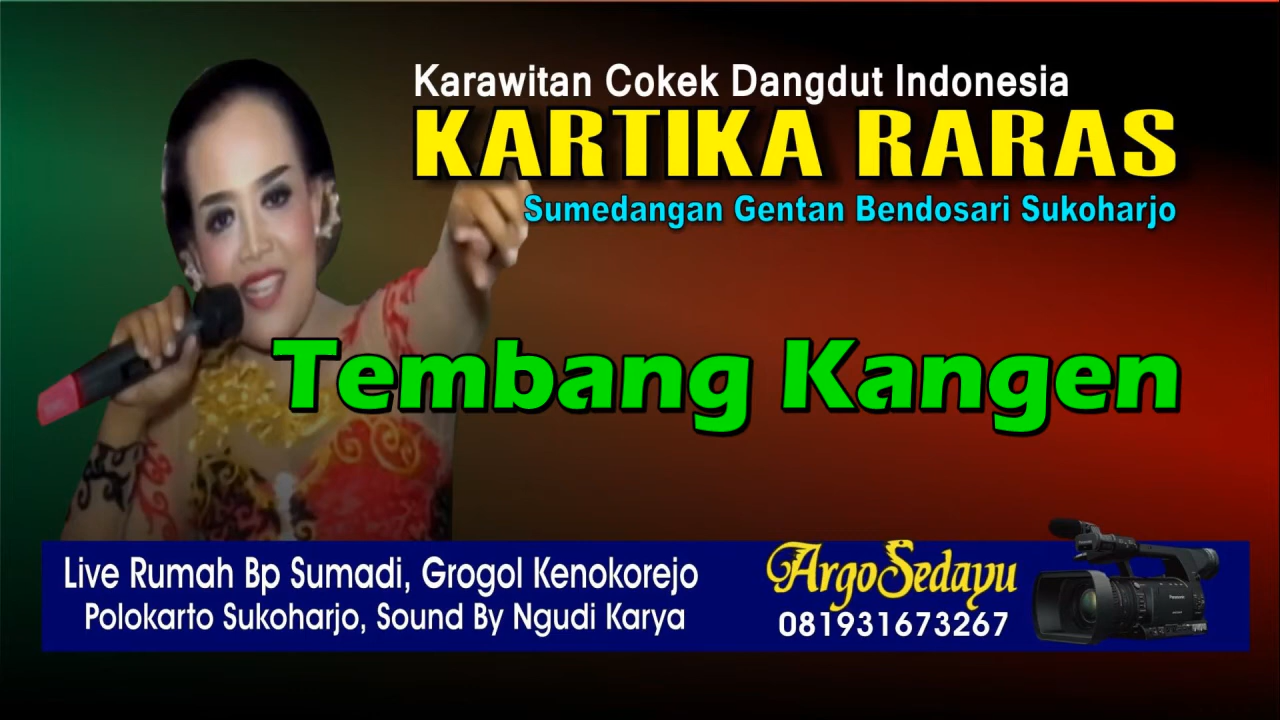 Karawitan Cokek Dangdut Indonesia
KARTIKA RARAS
Sumedangan Gentan Bendosari Sukoharjo
Tembang Kangen
Live Rumah Bp Sumadi, Grogol Kenokorejo
Polokarto Sukoharjo, Sound By Ngudi Karya
ArgoSedayu
081931673267
Panasonic